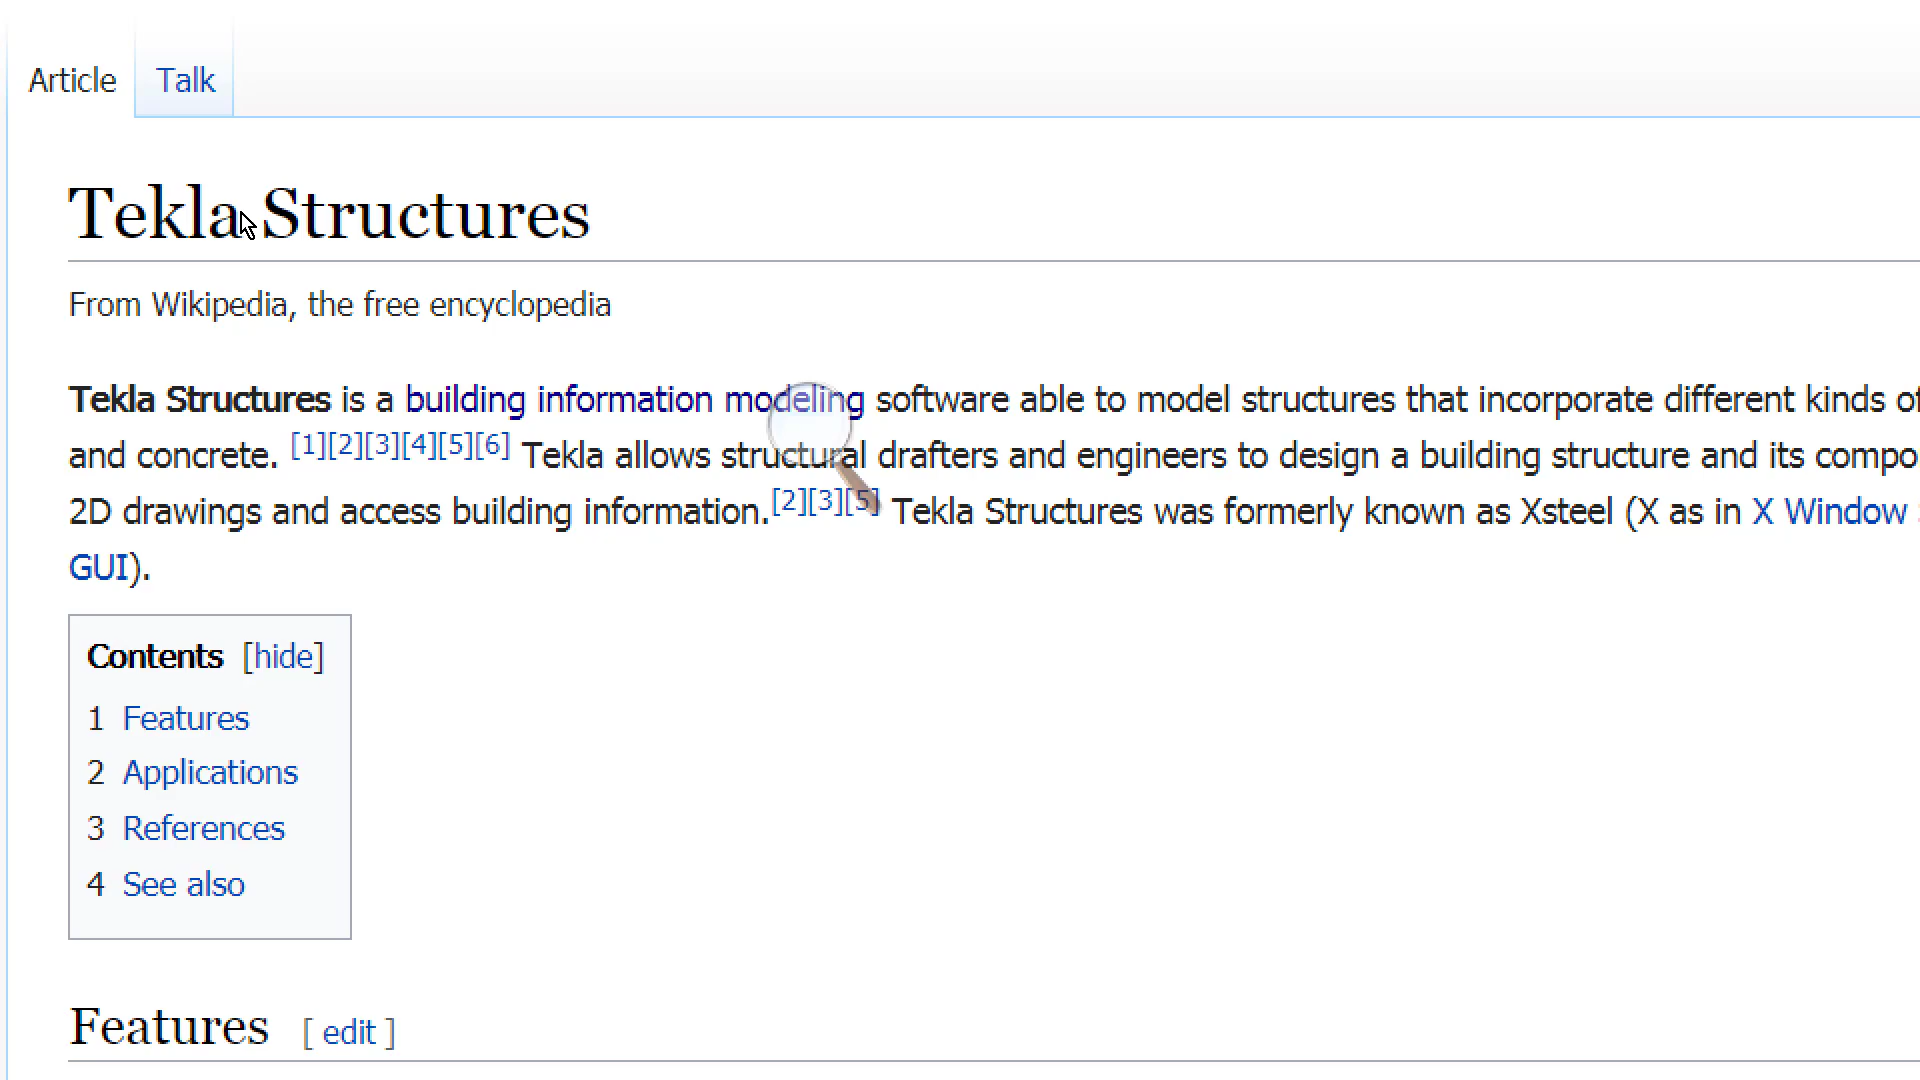 Article Talk
Tekla Structures
From Wikipedia, the free encyclopedia
Tekla Structures is a building information modeling software able to model structures that incorporate different kinds of
and concrete. [1][2][3][4][5][6] Tekla allows structural drafters and engineers to design a building structure and its compo
2D drawings and access building information.[2][3][5] Tekla Structures was formerly known as Xsteel (X as in X Window
GUI).
Contents [hide]
1 Features
2 Applications
3 References
4 See also
Features [ edit ]